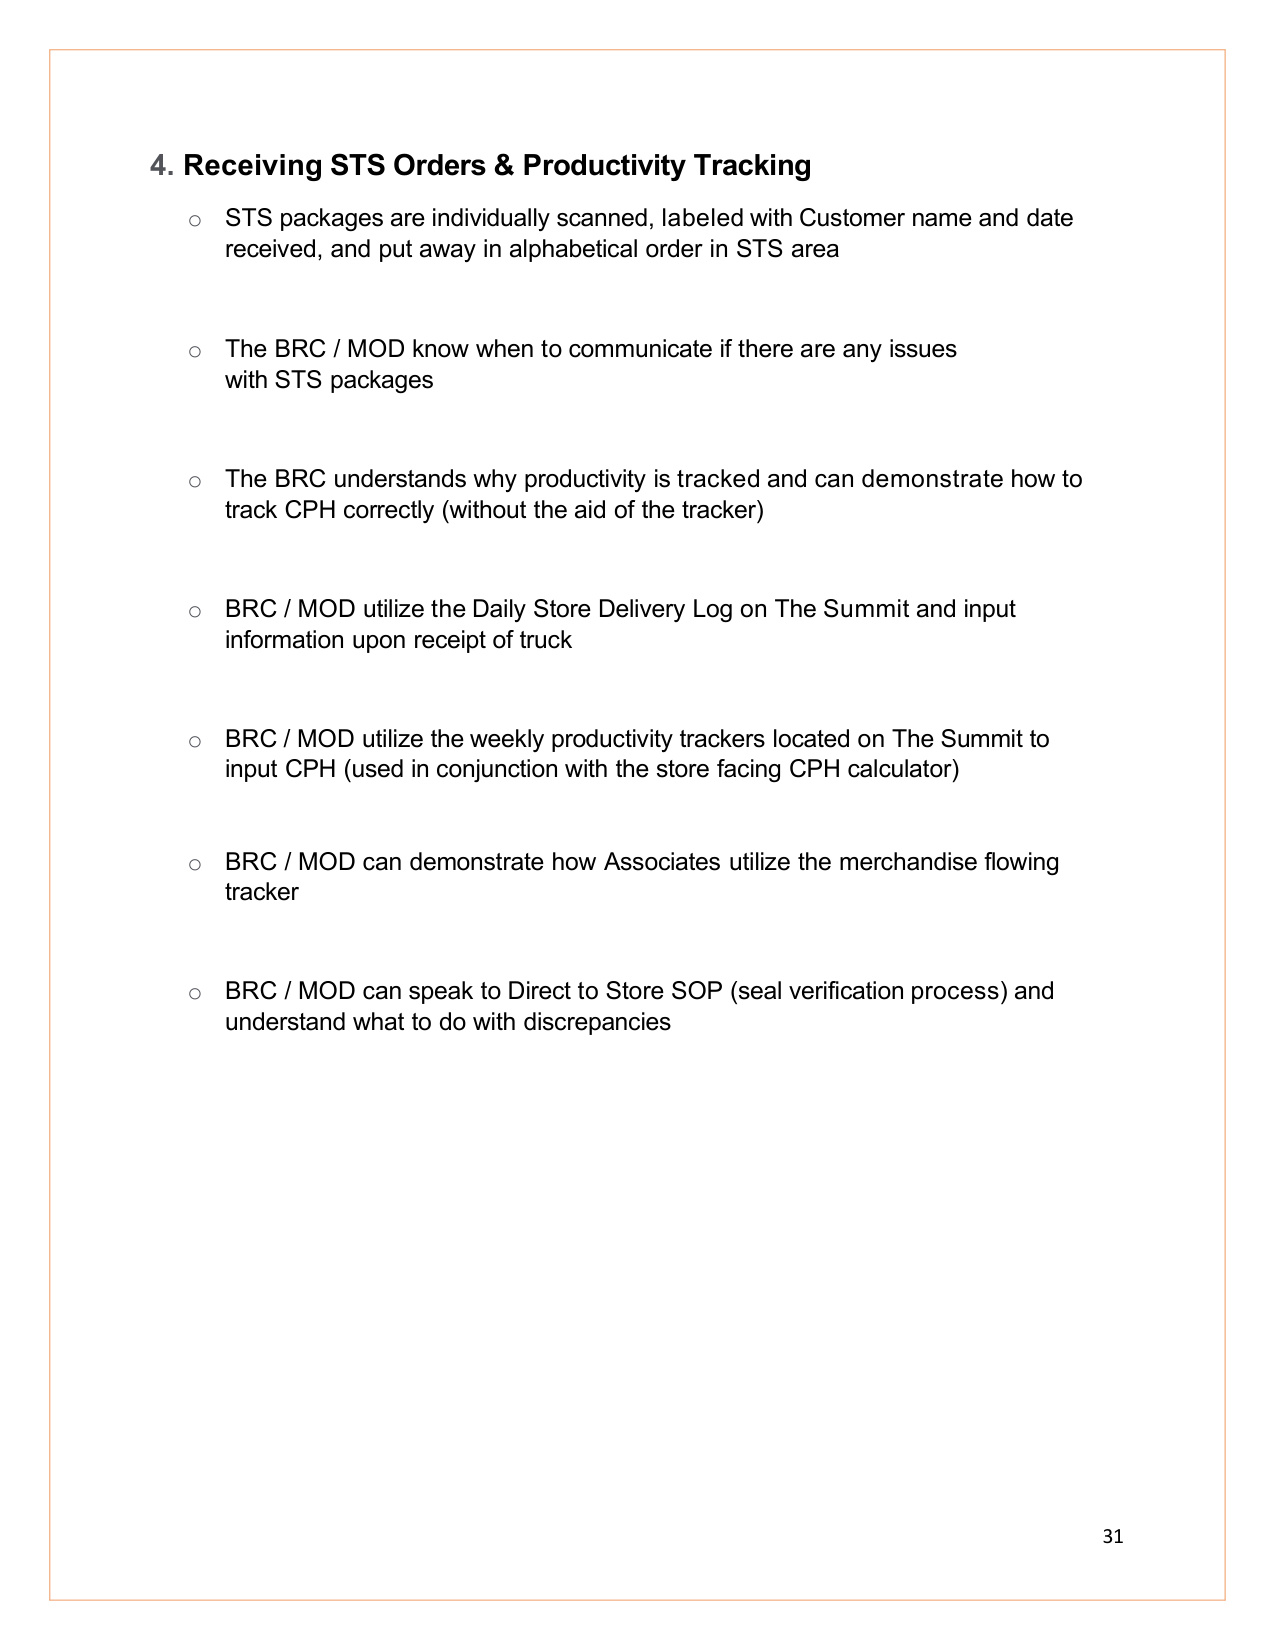 4. Receiving STS Orders & Productivity Tracking
○ STS packages are individually scanned, labeled with Customer name and date
received, and put away in alphabetical order in STS area
○ The BRC / MOD know when to communicate if there are any issues
with STS packages
○ The BRC understands why productivity is tracked and can demonstrate how to
track CPH correctly (without the aid of the tracker)
○ BRC / MOD utilize the Daily Store Delivery Log on The Summit and input
information upon receipt of truck
○ BRC / MOD utilize the weekly productivity trackers located on The Summit to
input CPH (used in conjunction with the store facing CPH calculator)
○ BRC / MOD can demonstrate how Associates utilize the merchandise flowing
tracker
○ BRC / MOD can speak to Direct to Store SOP (seal verification process) and
understand what to do with discrepancies
31